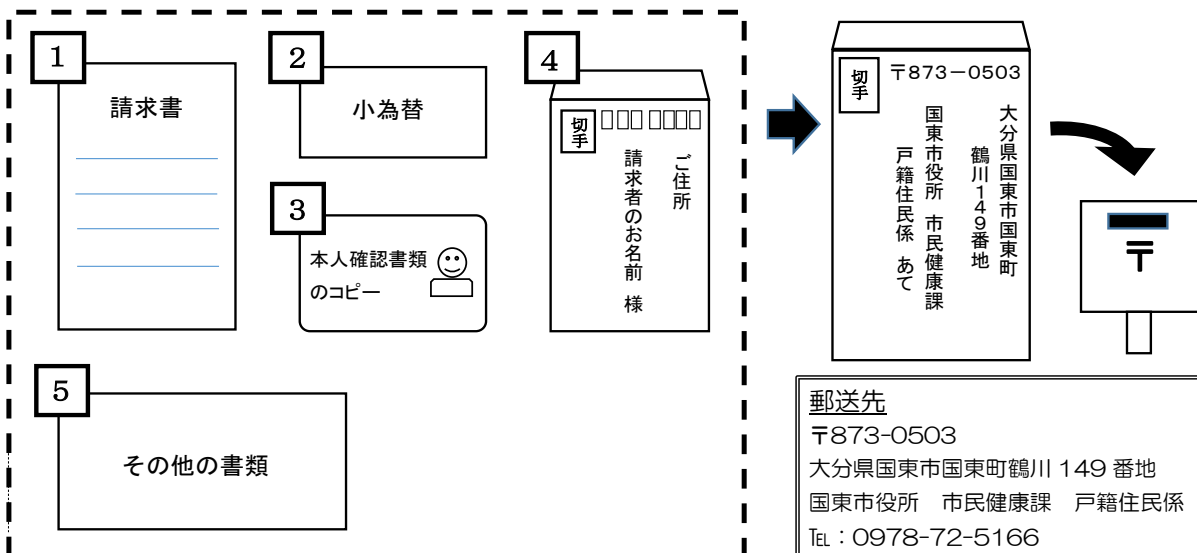 1
請求書
2
小為替
3
本人確認書類
のコピー
4
切手
ご住所
請求者のお名前 様
5
その他の書類
切手
〒873－0503
大分県国東市国東町
鶴川149番地
国東市役所 市民健康課
戸籍住民係 あて
〒
郵送先
〒873-0503
大分県国東市国東町鶴川 149 番地
国東市役所 市民健康課 戸籍住民係
℡：0978-72-5166